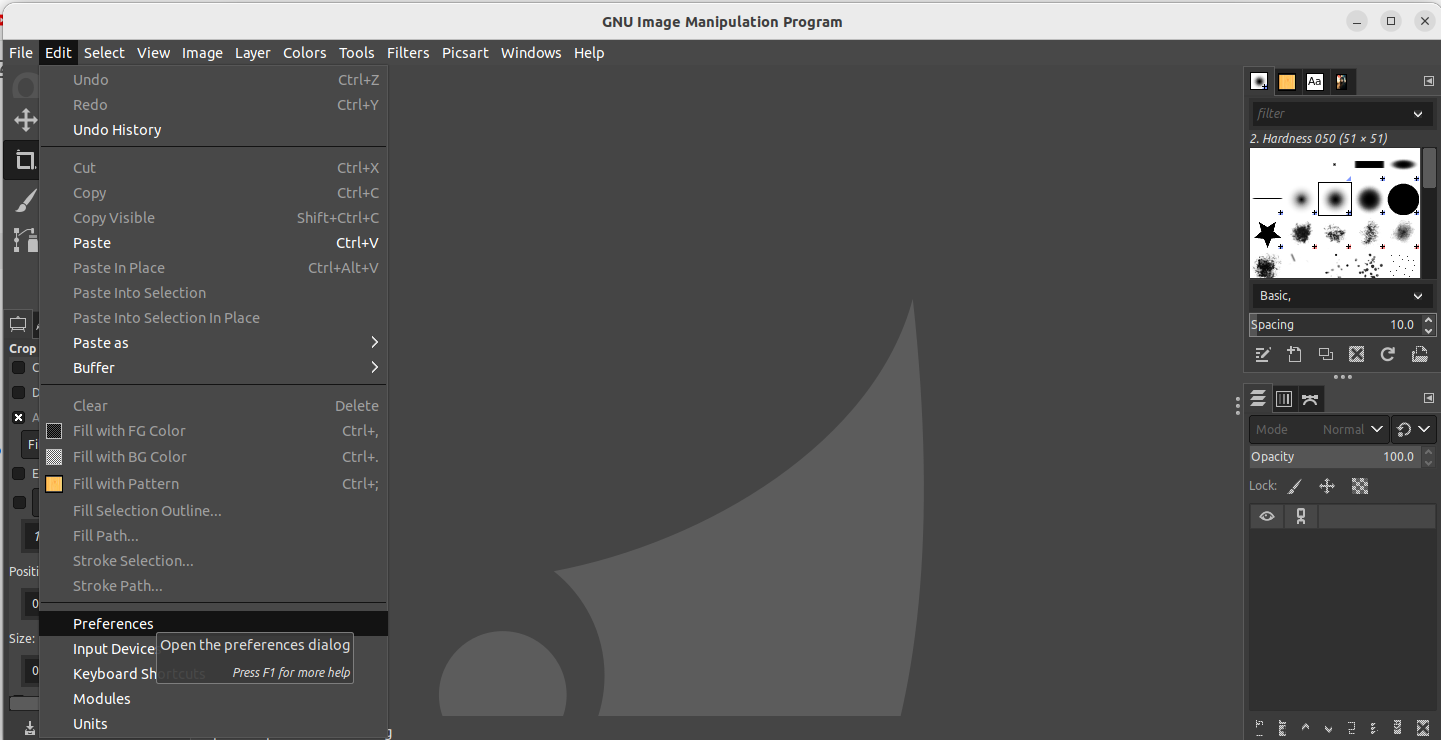 GNU Image Manipulation Program
File Edit Select View Image Layer Colors Tools Filters Picsart Windows Help
Undo Ctrl+Z
Redo Ctrl+Y
Undo History
Cut Ctrl+X
Copy Ctrl+C
Copy Visible Shift+Ctrl+C
Paste Ctrl+V
Paste In Place Ctrl+Alt+V
Paste Into Selection
Paste Into Selection In Place
Paste as
Buffer
Clear Delete
Fill with FG Color Ctrl+,
Fill with BG Color Ctrl+.
Fill with Pattern Ctrl+;
Fill Selection Outline...
Fill Path...
Stroke Selection...
Stroke Path...
Preferences
Open the preferences dialog
Press F1 for more help
Input Device
Keyboard Shortcuts
Modules
Units
Crop
Fi
Positi
0
Size:
0
Aa
filter
2. Hardness 050 (51 × 51)
Basic,
Spacing 10.0
Mode Normal
Opacity 100.0
Lock: